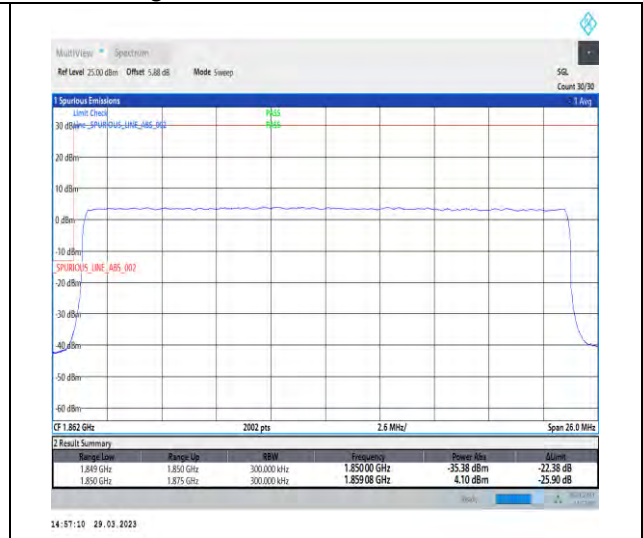 MultiView Spectrum
Ref Level 25.00 dBm Offset 5.88 dB Mode Sweep SGL
Count 30/30
1 Spurious Emissions 1 Avg
Limit Check PASS
30 dBm Line _SPURIOUS_LINE_ABS_002 PASS
20 dBm
10 dBm
0 dBm
-10 dBm
_SPURIOUS_LINE_ABS_002
-20 dBm
-30 dBm
-40 dBm
-50 dBm
-60 dBm
CF 1.862 GHz 2002 pts 2.6 MHz/ Span 26.0 MHz
2 Result Summary
Range Low Range Up RBW Frequency Power Abs ΔLimit
1.849 GHz 1.850 GHz 300.000 kHz 1.85000 GHz -35.38 dBm -22.38 dB
1.850 GHz 1.875 GHz 300.000 kHz 1.85908 GHz 4.10 dBm -25.90 dB
Ready
14:57:10 29.03.2023